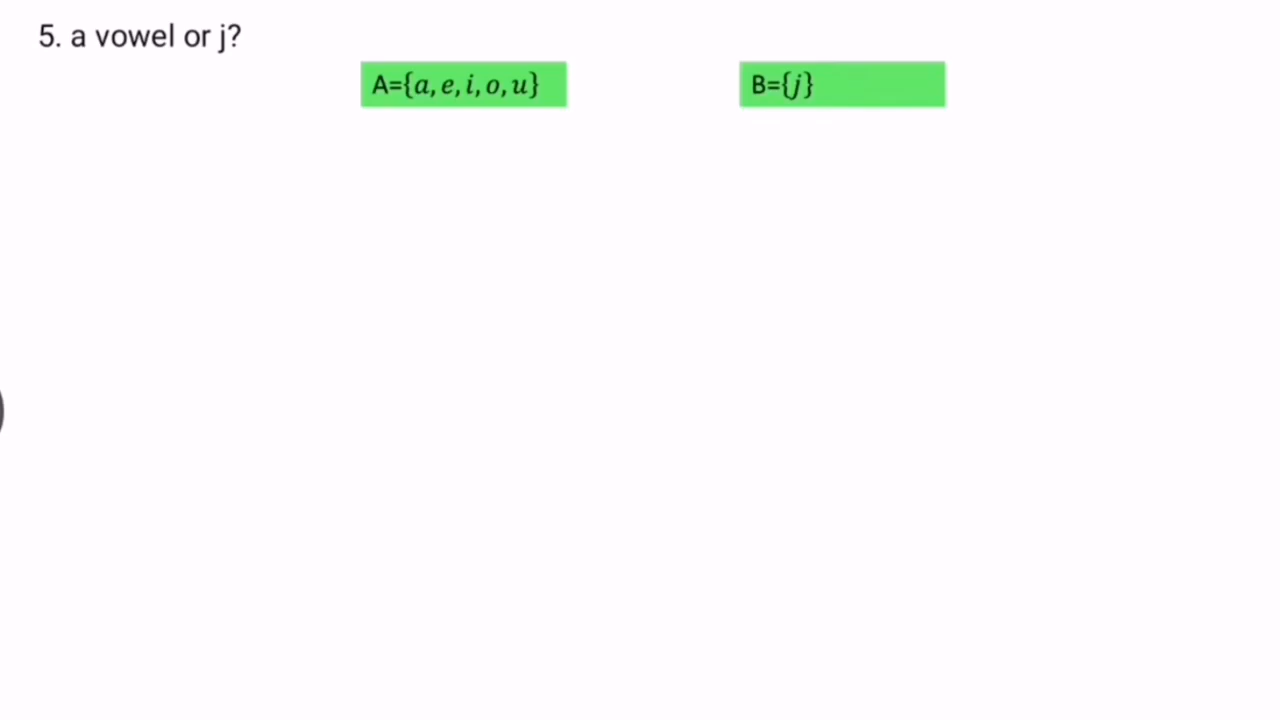 5. a vowel or j?
A={a, e, i, o, u} B={j}